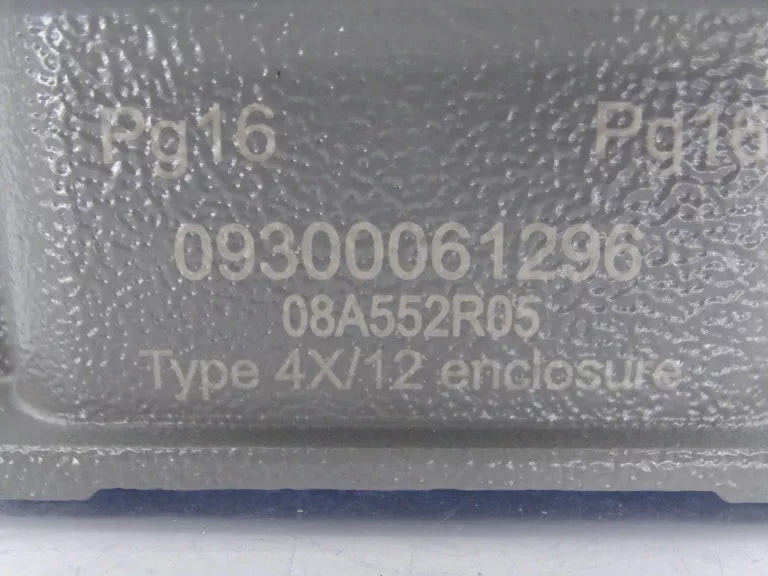 Pg16 Pg16
09300061296
08A552R05
Type 4X/12 enclosure